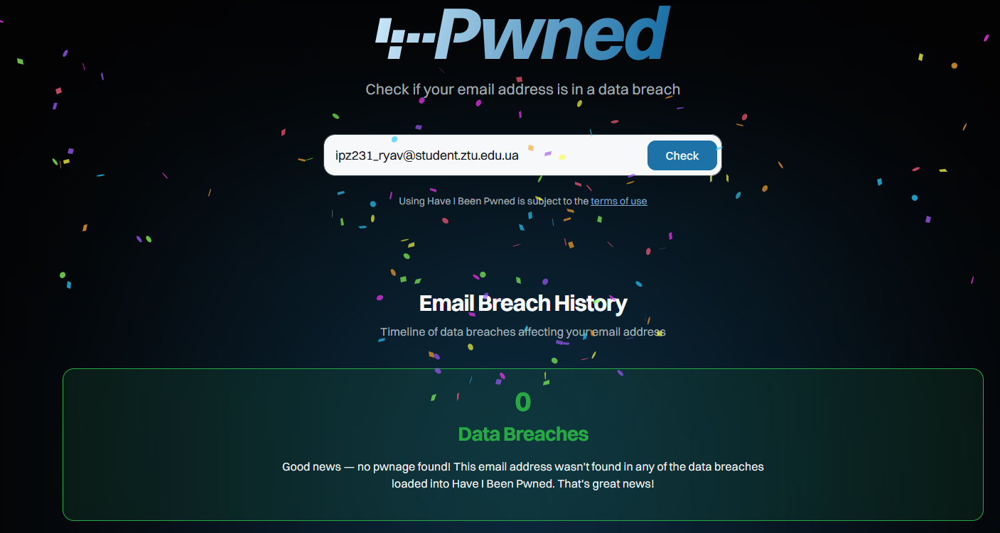 Pwned
Check if your email address is in a data breach
ipz231_ryav@student.ztu.edu.ua
Check
Using Have I Been Pwned is subject to the terms of use
Email Breach History
Timeline of data breaches affecting your email address
0
Data Breaches
Good news — no pwnage found! This email address wasn't found in any of the data breaches
loaded into Have I Been Pwned. That's great news!